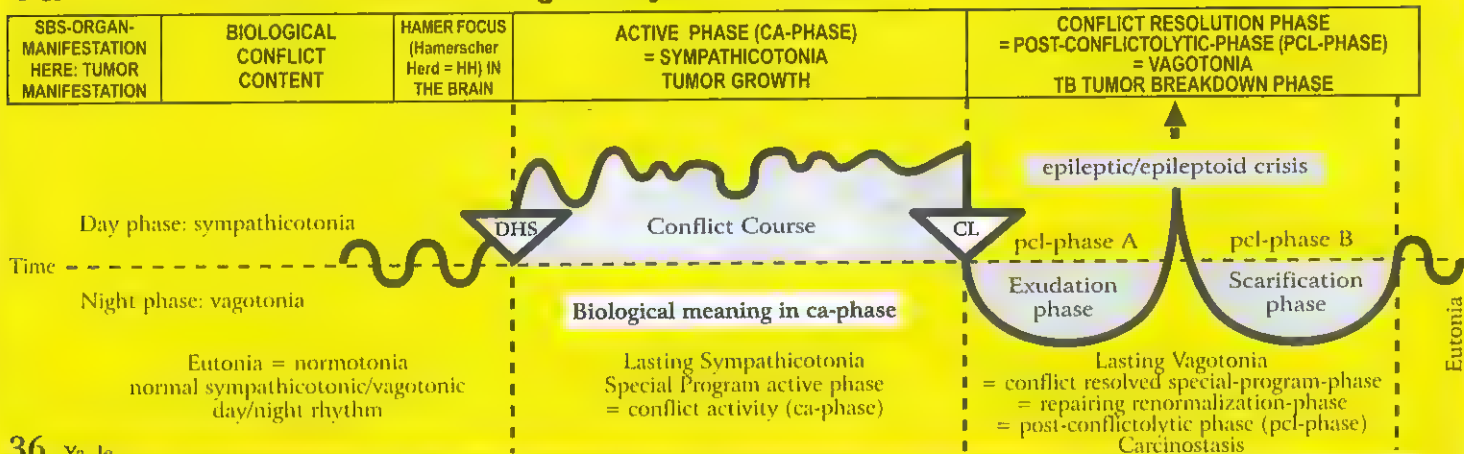 SBS-ORGAN-
MANIFESTATION
HERE: TUMOR
MANIFESTATION
BIOLOGICAL
CONFLICT
CONTENT
HAMER FOCUS
(Hamerscher
Herd = HH) IN
THE BRAIN
ACTIVE PHASE (CA-PHASE)
= SYMPATHICOTONIA
TUMOR GROWTH
CONFLICT RESOLUTION PHASE
= POST-CONFLICTOLYTIC-PHASE (PCL-PHASE)
= VAGOTONIA
TB TUMOR BREAKDOWN PHASE
epileptic/epileptoid crisis
Day phase: sympathicotonia
DHS
Conflict Course
CL
pcl-phase A
pcl-phase B
Time
Night phase: vagotonia
Exudation
phase
Scarification
phase
Biological meaning in ca-phase
Eutonia
Eutonia = normotonia
normal sympathicotonic/vagotonic
day/night rhythm
Lasting Sympathicotonia
Special Program active phase
= conflict activity (ca-phase)
Lasting Vagotonia
= conflict resolved special-program-phase
= repairing renormalization-phase
= post-conflictolytic phase (pcl-phase)
Carcinostasis
36